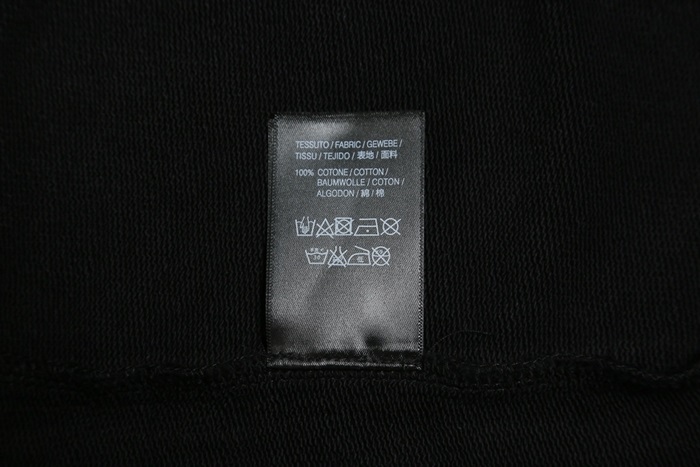 TESSUTO / FABRIC / GEWEBE /
TISSU / TEJIDO / 表地 / 面料
100% COTONE / COTTON /
BAUMWOLLE / COTON /
ALGODON / 綿 / 棉